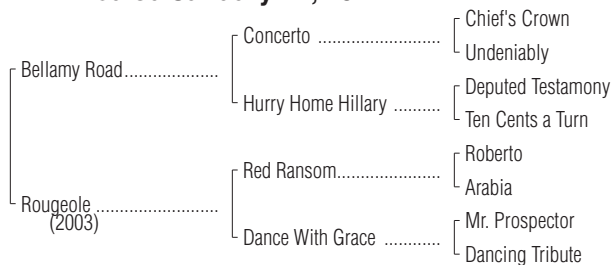 Concerto ........................
Chief's Crown
Undeniably
Bellamy Road..................
Hurry Home Hillary .........
Deputed Testamony
Ten Cents a Turn
Rougeole .......................
(2003)
Red Ransom....................
Roberto
Arabia
Dance With Grace ............
Mr. Prospector
Dancing Tribute